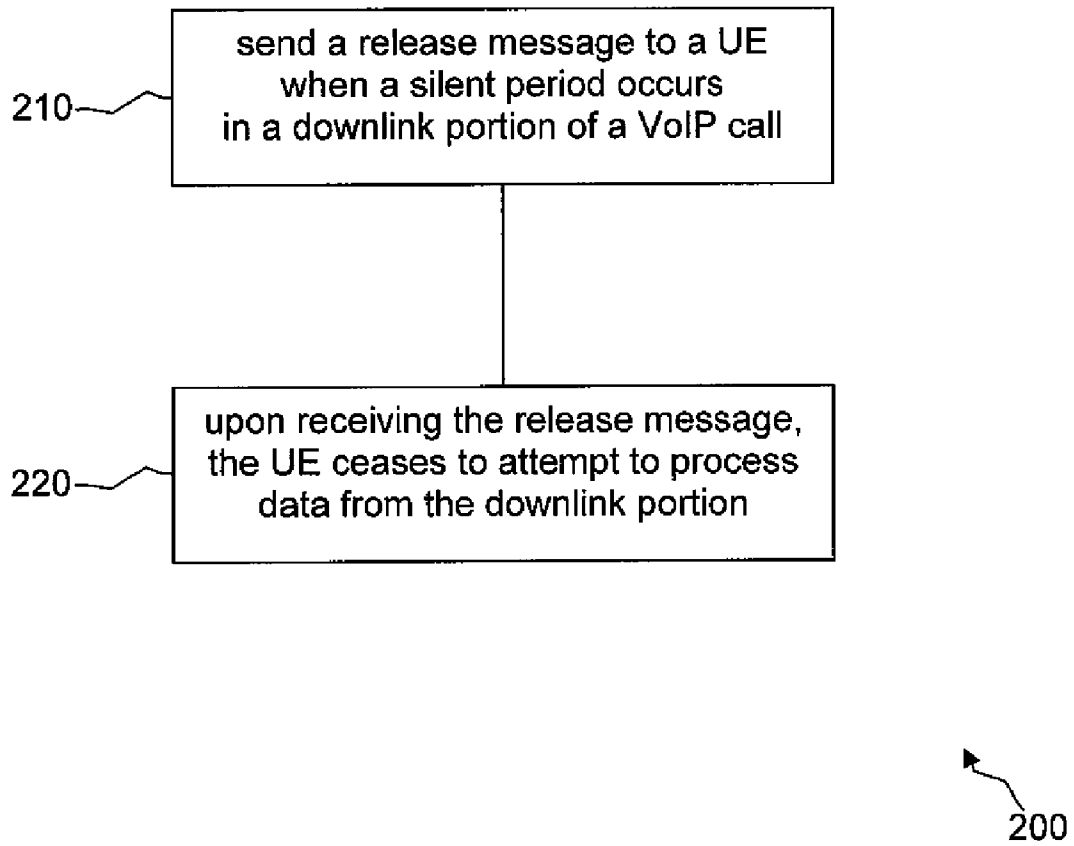 send a release message to a UE
when a silent period occurs
in a downlink portion of a VoIP call
210
upon receiving the release message,
the UE ceases to attempt to process
data from the downlink portion
220
200